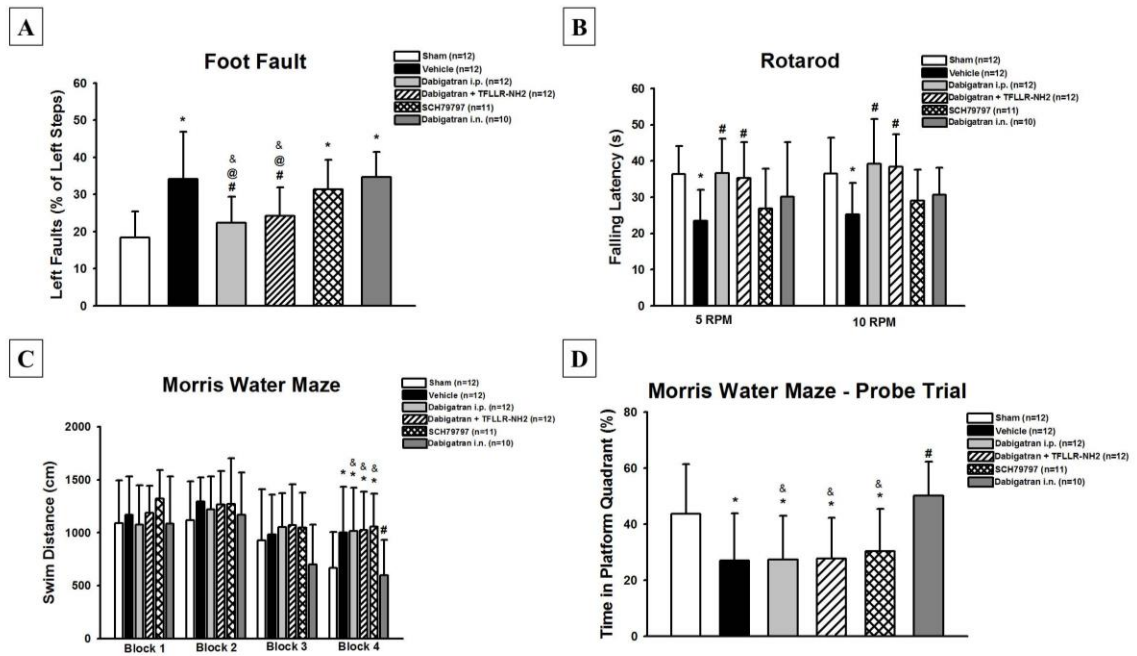 A
Foot Fault
Sham (n=12)
Vehicle (n=12)
Dabigatran i.p. (n=12)
Dabigatran + TFLLR-NH2 (n=12)
SCH79797 (n=11)
Dabigatran i.n. (n=10)
Left Faults (% of Left Steps)
60
50
40
30
20
10
0
*
&
@
#
&
@
#
*
*
B
Rotarod
Sham (n=12)
Vehicle (n=12)
Dabigatran i.p. (n=12)
Dabigatran + TFLLR-NH2 (n=12)
SCH79797 (n=11)
Dabigatran i.n. (n=10)
Falling Latency (s)
60
50
40
30
20
10
0
*
#
#
*
#
#
5 RPM
10 RPM
C
Morris Water Maze
Sham (n=12)
Vehicle (n=12)
Dabigatran i.p. (n=12)
Dabigatran + TFLLR-NH2 (n=12)
SCH79797 (n=11)
Dabigatran i.n. (n=10)
Swim Distance (cm)
2000
1500
1000
500
0
& & &
* * * *
#
Block 1
Block 2
Block 3
Block 4
D
Morris Water Maze - Probe Trial
Sham (n=12)
Vehicle (n=12)
Dabigatran i.p. (n=12)
Dabigatran + TFLLR-NH2 (n=12)
SCH79797 (n=11)
Dabigatran i.n. (n=10)
Time in Platform Quadrant (%)
80
60
40
20
0
*
&
*
&
*
&
*
#